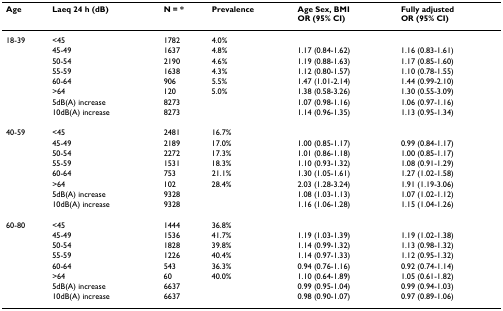 Age Laeq 24 h (dB) N = * Prevalence Age Sex, BMI OR (95% CI) Fully adjusted OR (95% CI)
18-39 <45 1782 4.0%
45-49 1637 4.8% 1.17 (0.84-1.62) 1.16 (0.83-1.61)
50-54 2190 4.6% 1.19 (0.88-1.63) 1.17 (0.85-1.60)
55-59 1638 4.3% 1.12 (0.80-1.57) 1.10 (0.78-1.55)
60-64 906 5.5% 1.47 (1.01-2.14) 1.44 (0.99-2.10)
>64 120 5.0% 1.38 (0.58-3.26) 1.30 (0.55-3.09)
5dB(A) increase 8273 1.07 (0.98-1.16) 1.06 (0.97-1.16)
10dB(A) increase 8273 1.14 (0.96-1.35) 1.13 (0.95-1.34)
40-59 <45 2481 16.7%
45-49 2189 17.0% 1.00 (0.85-1.17) 0.99 (0.84-1.17)
50-54 2272 17.3% 1.01 (0.86-1.18) 1.00 (0.85-1.17)
55-59 1531 18.3% 1.10 (0.93-1.32) 1.08 (0.91-1.29)
60-64 753 21.1% 1.30 (1.05-1.61) 1.27 (1.02-1.58)
>64 102 28.4% 2.03 (1.28-3.24) 1.91 (1.19-3.06)
5dB(A) increase 9328 1.08 (1.03-1.13) 1.07 (1.02-1.12)
10dB(A) increase 9328 1.16 (1.06-1.28) 1.15 (1.04-1.26)
60-80 <45 1444 36.8%
45-49 1536 41.7% 1.19 (1.03-1.39) 1.19 (1.02-1.38)
50-54 1828 39.8% 1.14 (0.99-1.32) 1.13 (0.98-1.32)
55-59 1226 40.4% 1.14 (0.97-1.33) 1.12 (0.95-1.32)
60-64 543 36.3% 0.94 (0.76-1.16) 0.92 (0.74-1.14)
>64 60 40.0% 1.10 (0.64-1.89) 1.05 (0.61-1.82)
5dB(A) increase 6637 0.99 (0.95-1.04) 0.99 (0.94-1.03)
10dB(A) increase 6637 0.98 (0.90-1.07) 0.97 (0.89-1.06)